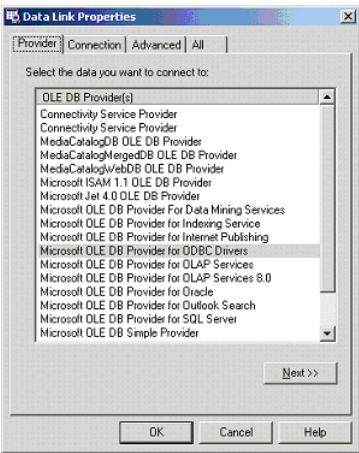 Data Link Properties
Provider Connection Advanced All
Select the data you want to connect to:
OLE DB Provider(s)
Connectivity Service Provider
Connectivity Service Provider
MediaCatalogDB OLE DB Provider
MediaCatalogMergedDB OLE DB Provider
MediaCatalogWebDB OLE DB Provider
Microsoft ISAM 1.1 OLE DB Provider
Microsoft Jet 4.0 OLE DB Provider
Microsoft OLE DB Provider For Data Mining Services
Microsoft OLE DB Provider for Indexing Service
Microsoft OLE DB Provider for Internet Publishing
Microsoft OLE DB Provider for ODBC Drivers
Microsoft OLE DB Provider for OLAP Services
Microsoft OLE DB Provider for OLAP Services 8.0
Microsoft OLE DB Provider for Oracle
Microsoft OLE DB Provider for Outlook Search
Microsoft OLE DB Provider for SQL Server
Microsoft OLE DB Simple Provider
Next >>
OK Cancel Help